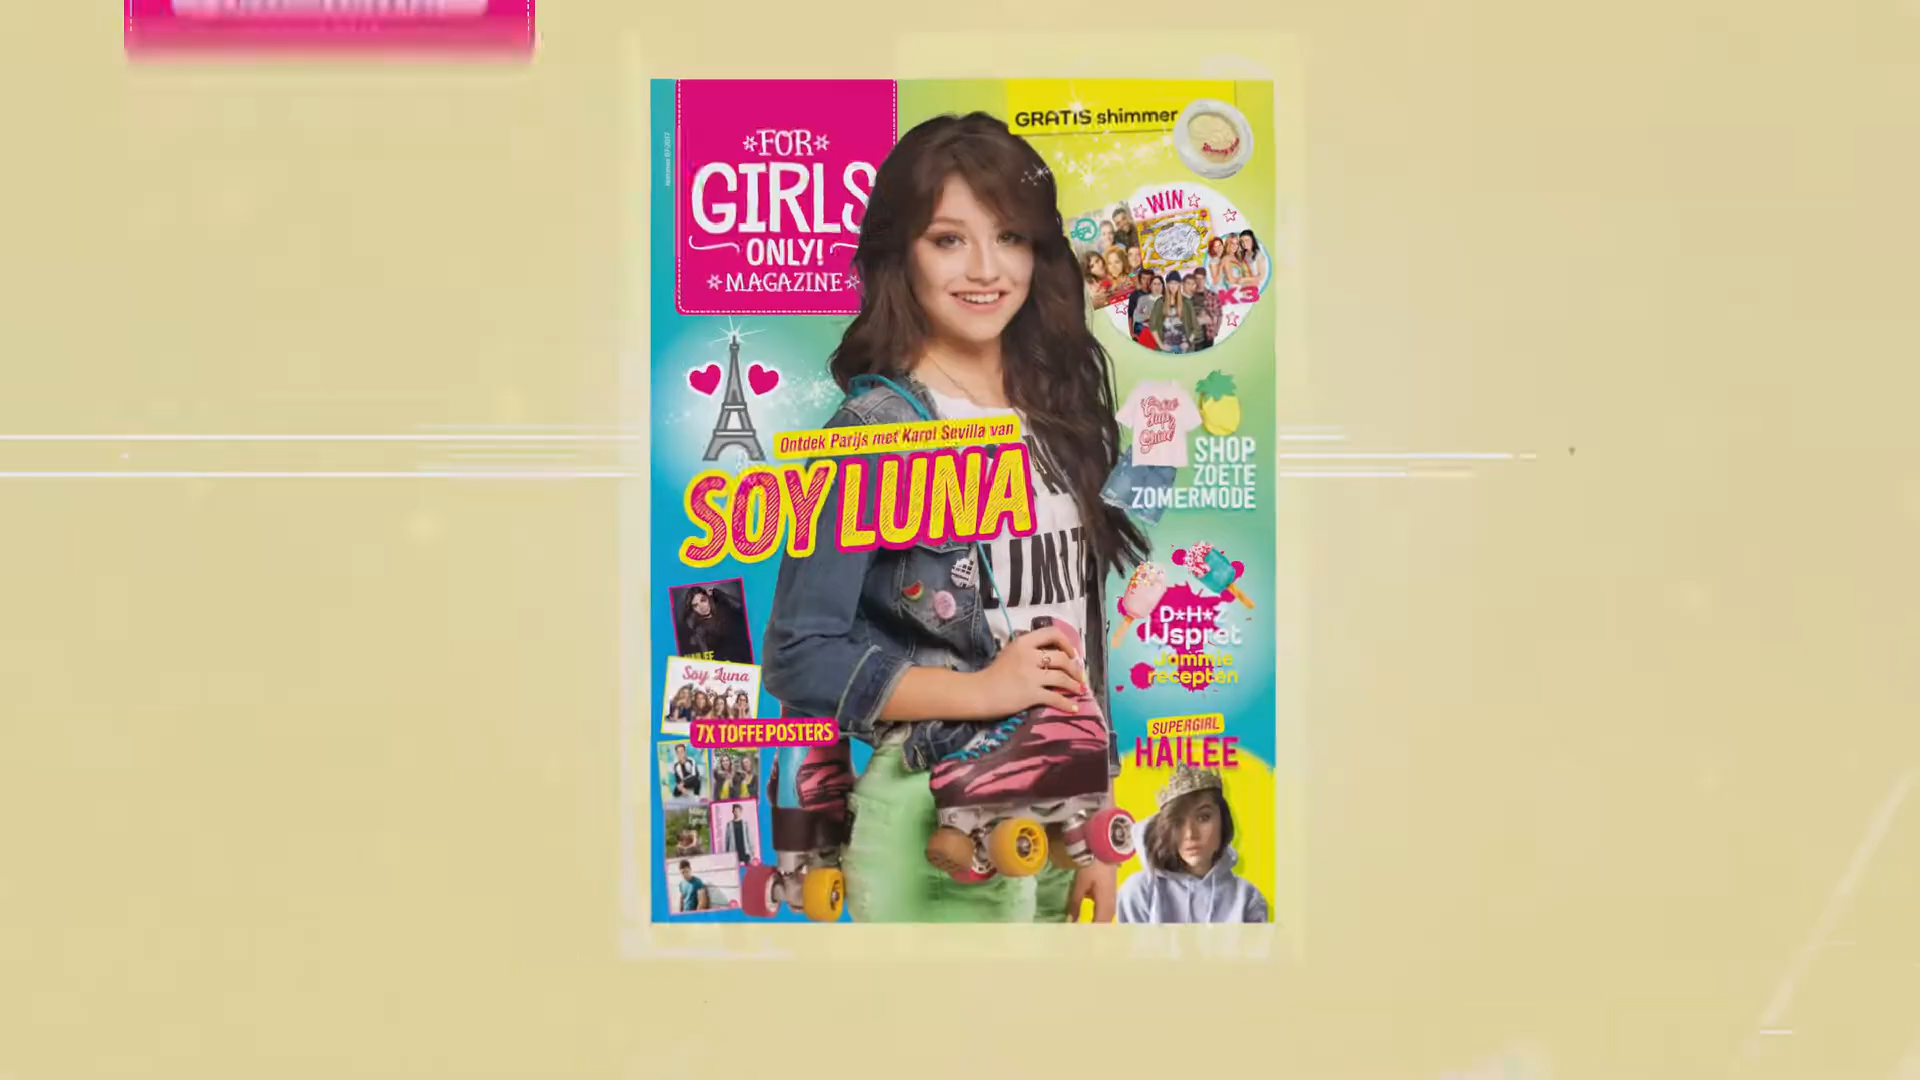 *FOR*
GIRLS
ONLY!
*MAGAZINE*
GRATIS shimmer
WIN
K3
Ontdek Parijs met Karol Sevilla van
SOY LUNA
SHOP
ZOETE
ZOMERMODE
LIMIT
D*H*Z
IJspret
Jammie
recepten
Soy Luna
7X TOFFE POSTERS
SUPERGIRL
HAILEE